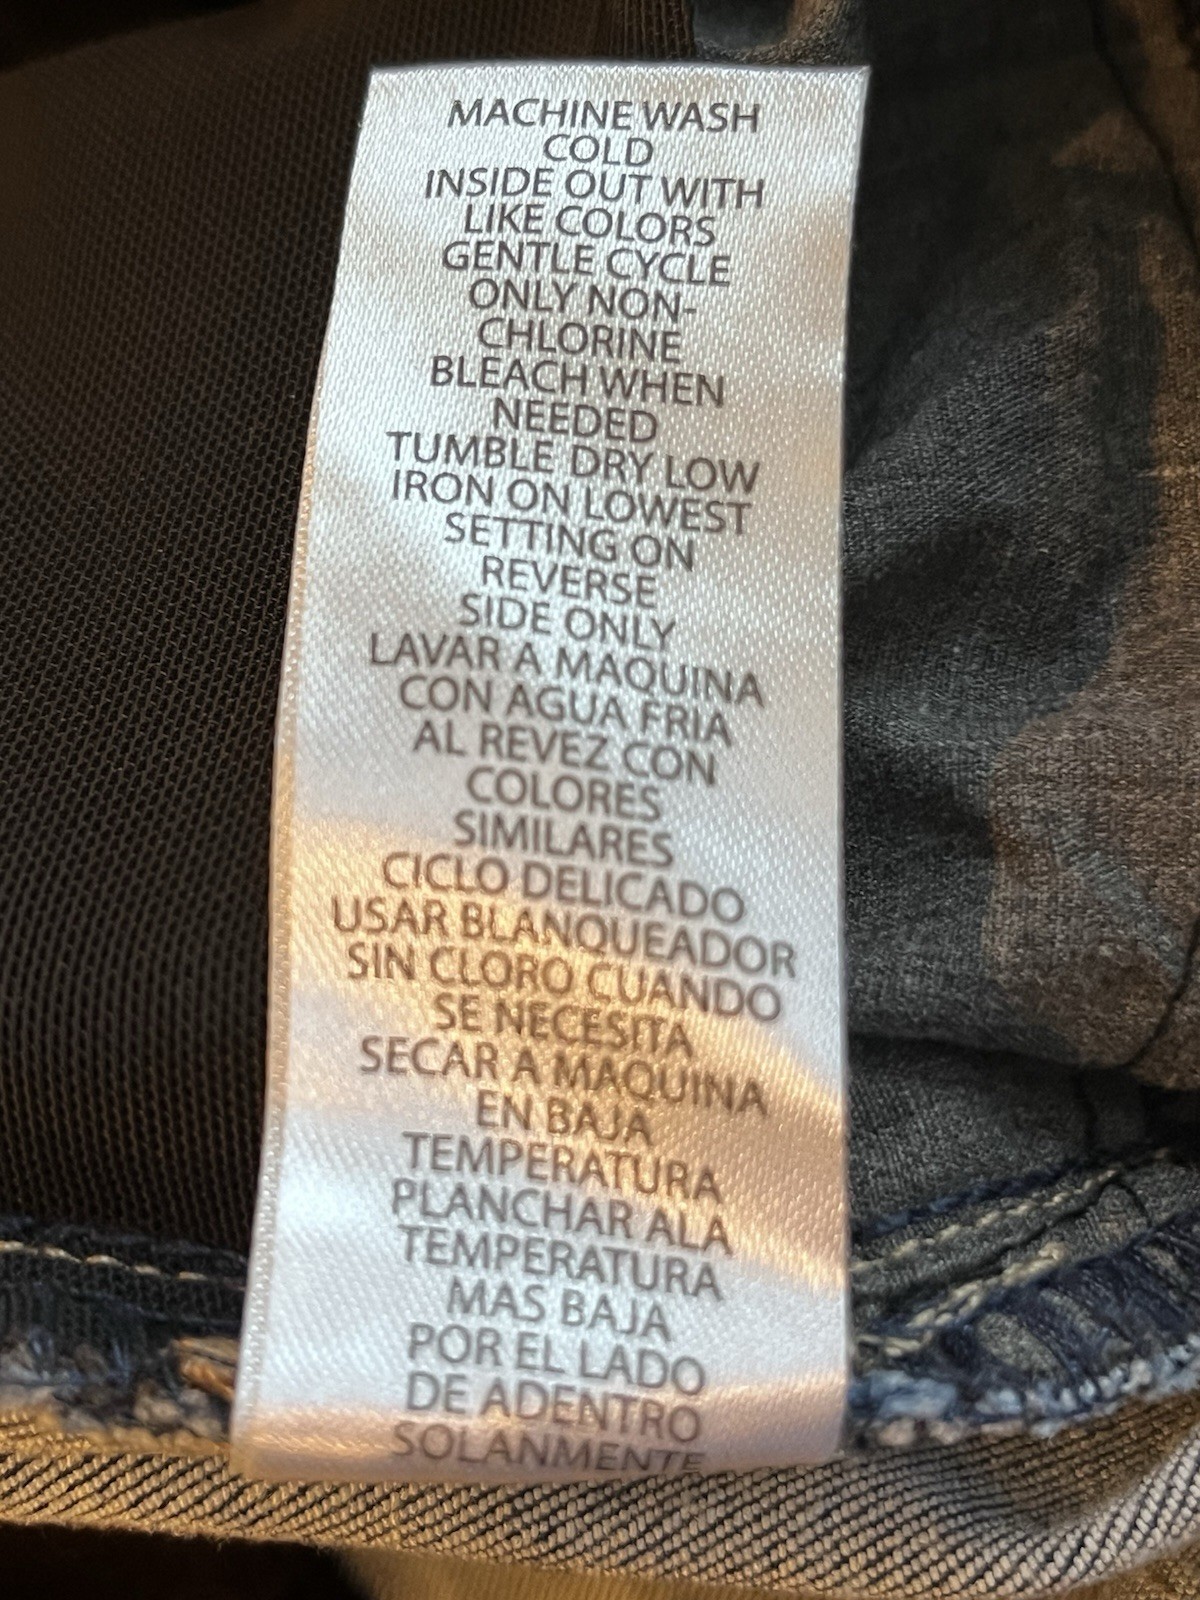 MACHINE WASH
COLD
INSIDE OUT WITH
LIKE COLORS
GENTLE CYCLE
ONLY NON-
CHLORINE
BLEACH WHEN
NEEDED
TUMBLE DRY LOW
IRON ON LOWEST
SETTING ON
REVERSE
SIDE ONLY
LAVAR A MAQUINA
CON AGUA FRIA
AL REVEZ CON
COLORES
SIMILARES
CICLO DELICADO
USAR BLANQUEADOR
SIN CLORO CUANDO
SE NECESITA
SECAR A MAQUINA
EN BAJA
TEMPERATURA
PLANCHAR ALA
TEMPERATURA
MAS BAJA
POR EL LADO
DE ADENTRO
SOLANMENTE